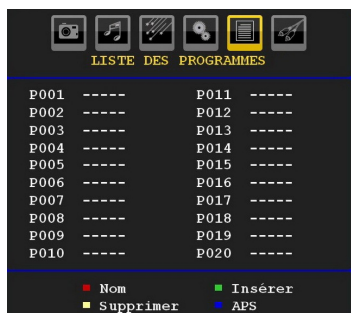 LISTE DES PROGRAMMES
P001 ----- P011 -----
P002 ----- P012 -----
P003 ----- P013 -----
P004 ----- P014 -----
P005 ----- P015 -----
P006 ----- P016 -----
P007 ----- P017 -----
P008 ----- P018 -----
P009 ----- P019 -----
P010 ----- P020 -----
Nom Insérer
Supprimer APS